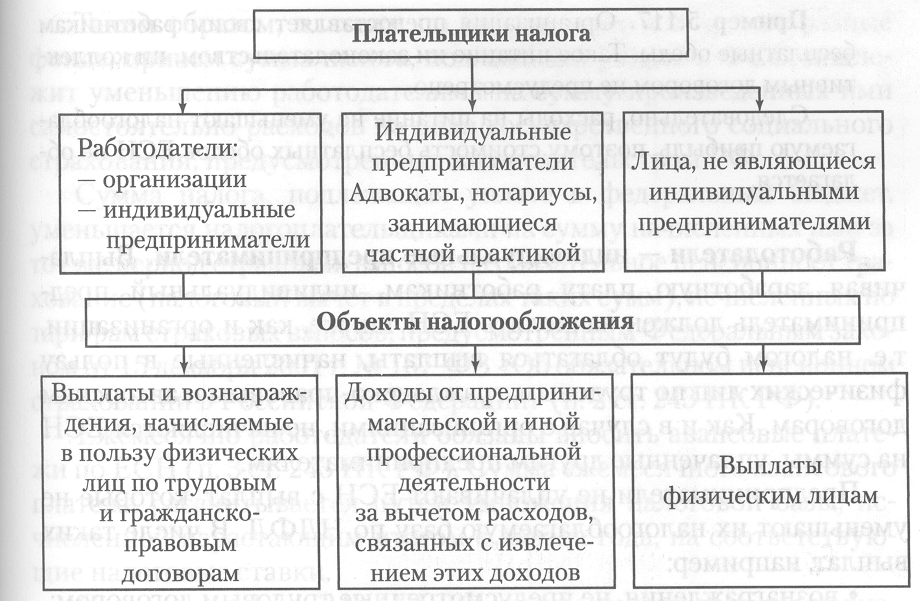 Плательщики налога
Работодатели:
— организации
— индивидуальные
предприниматели
Индивидуальные
предприниматели
Адвокаты, нотариусы,
занимающиеся
частной практикой
Лица, не являющиеся
индивидуальными
предпринимателями
Объекты налогообложения
Выплаты и вознаграж-
дения, начисляемые
в пользу физических
лиц по трудовым
и гражданско-
правовым
договорам
Доходы от предприни-
мательской и иной
профессиональной
деятельности
за вычетом расходов,
связанных с извлече-
нием этих доходов
Выплаты
физическим лицам